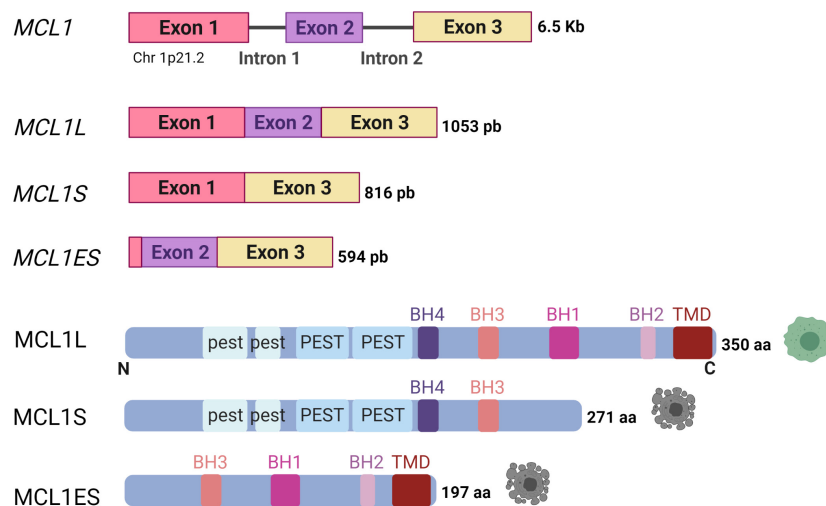 MCL1 Exon 1 Exon 2 Exon 3 6.5 Kb
Chr 1p21.2 Intron 1 Intron 2
MCL1L Exon 1 Exon 2 Exon 3 1053 pb
MCL1S Exon 1 Exon 3 816 pb
MCL1ES Exon 2 Exon 3 594 pb
BH4 BH3 BH1 BH2 TMD
MCL1L pest pest PEST PEST 350 aa
N C
BH4 BH3
MCL1S pest pest PEST PEST 271 aa
BH3 BH1 BH2 TMD
MCL1ES 197 aa